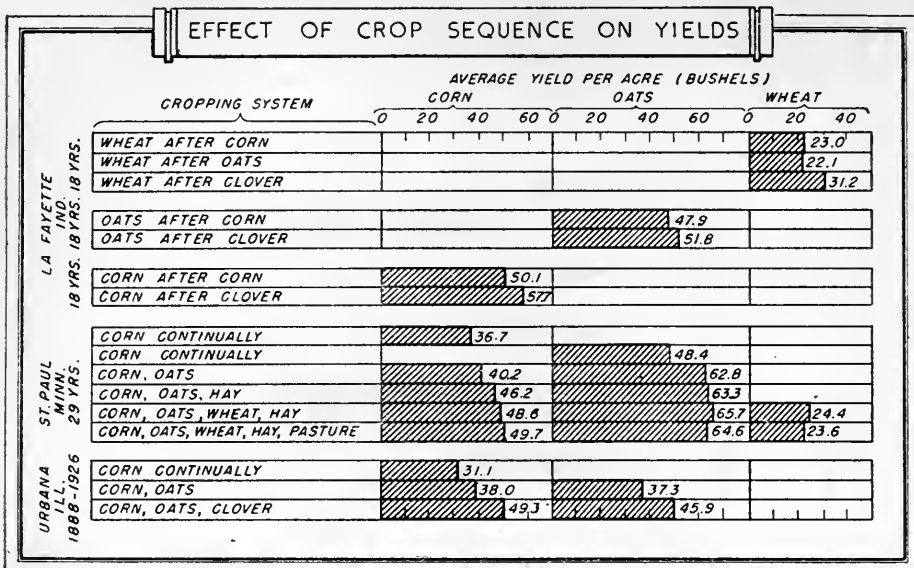 EFFECT OF CROP SEQUENCE ON YIELDS
AVERAGE YIELD PER ACRE (BUSHELS)
CROPPING SYSTEM CORN OATS WHEAT
0 20 40 60 0 20 40 60 0 20 40
LA FAYETTE IND.
18 YRS. 18 YRS. 18 YRS.
WHEAT AFTER CORN 23.0
WHEAT AFTER OATS 22.1
WHEAT AFTER CLOVER 31.2
OATS AFTER CORN 47.9
OATS AFTER CLOVER 51.8
CORN AFTER CORN 50.1
CORN AFTER CLOVER 57.7
ST. PAUL MINN. 29 YRS.
CORN CONTINUALLY 36.7
CORN CONTINUALLY 48.4
CORN, OATS 40.2 62.8
CORN, OATS, HAY 46.2 63.3
CORN, OATS, WHEAT, HAY 48.6 65.7 24.4
CORN, OATS, WHEAT, HAY, PASTURE 49.7 64.6 23.6
URBANA ILL. 1888-1926
CORN CONTINUALLY 31.1
CORN, OATS 38.0 37.3
CORN, OATS, CLOVER 49.3 45.9